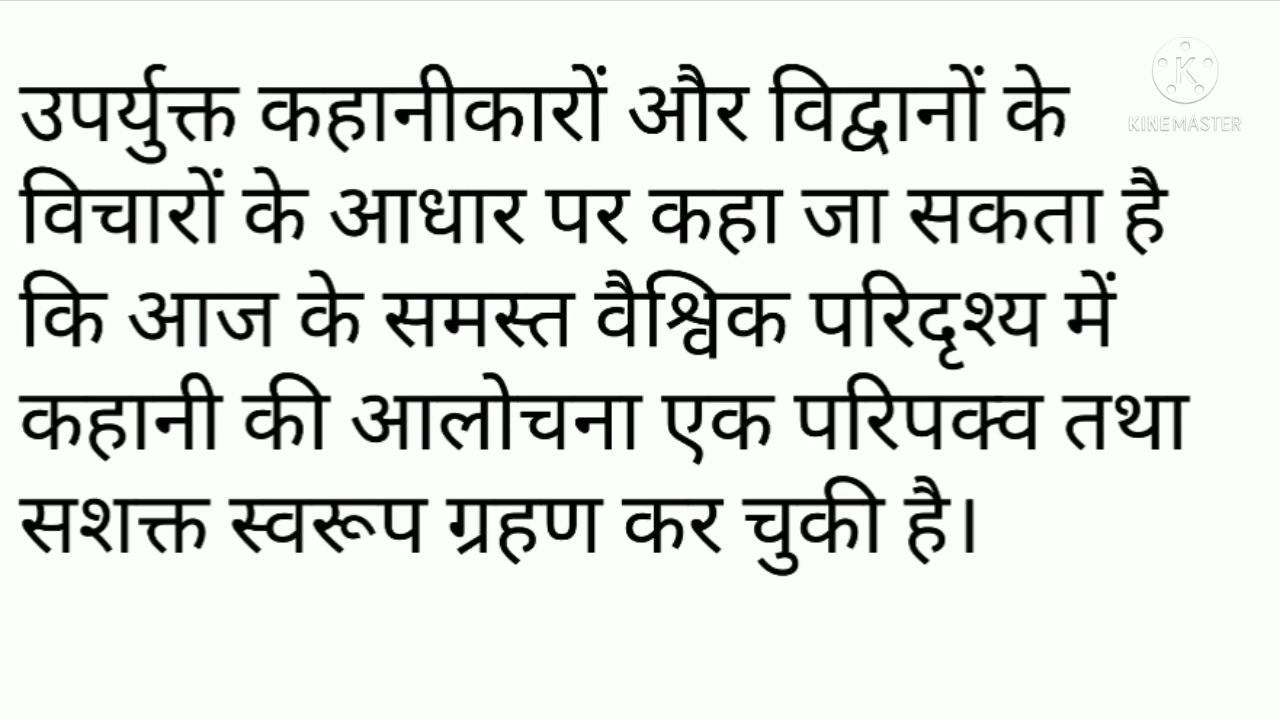 उपर्युक्त कहानीकारों और विद्वानों के
विचारों के आधार पर कहा जा सकता है
कि आज के समस्त वैश्विक परिदृश्य में
कहानी की आलोचना एक परिपक्व तथा
सशक्त स्वरूप ग्रहण कर चुकी है।
K
KINEMASTER